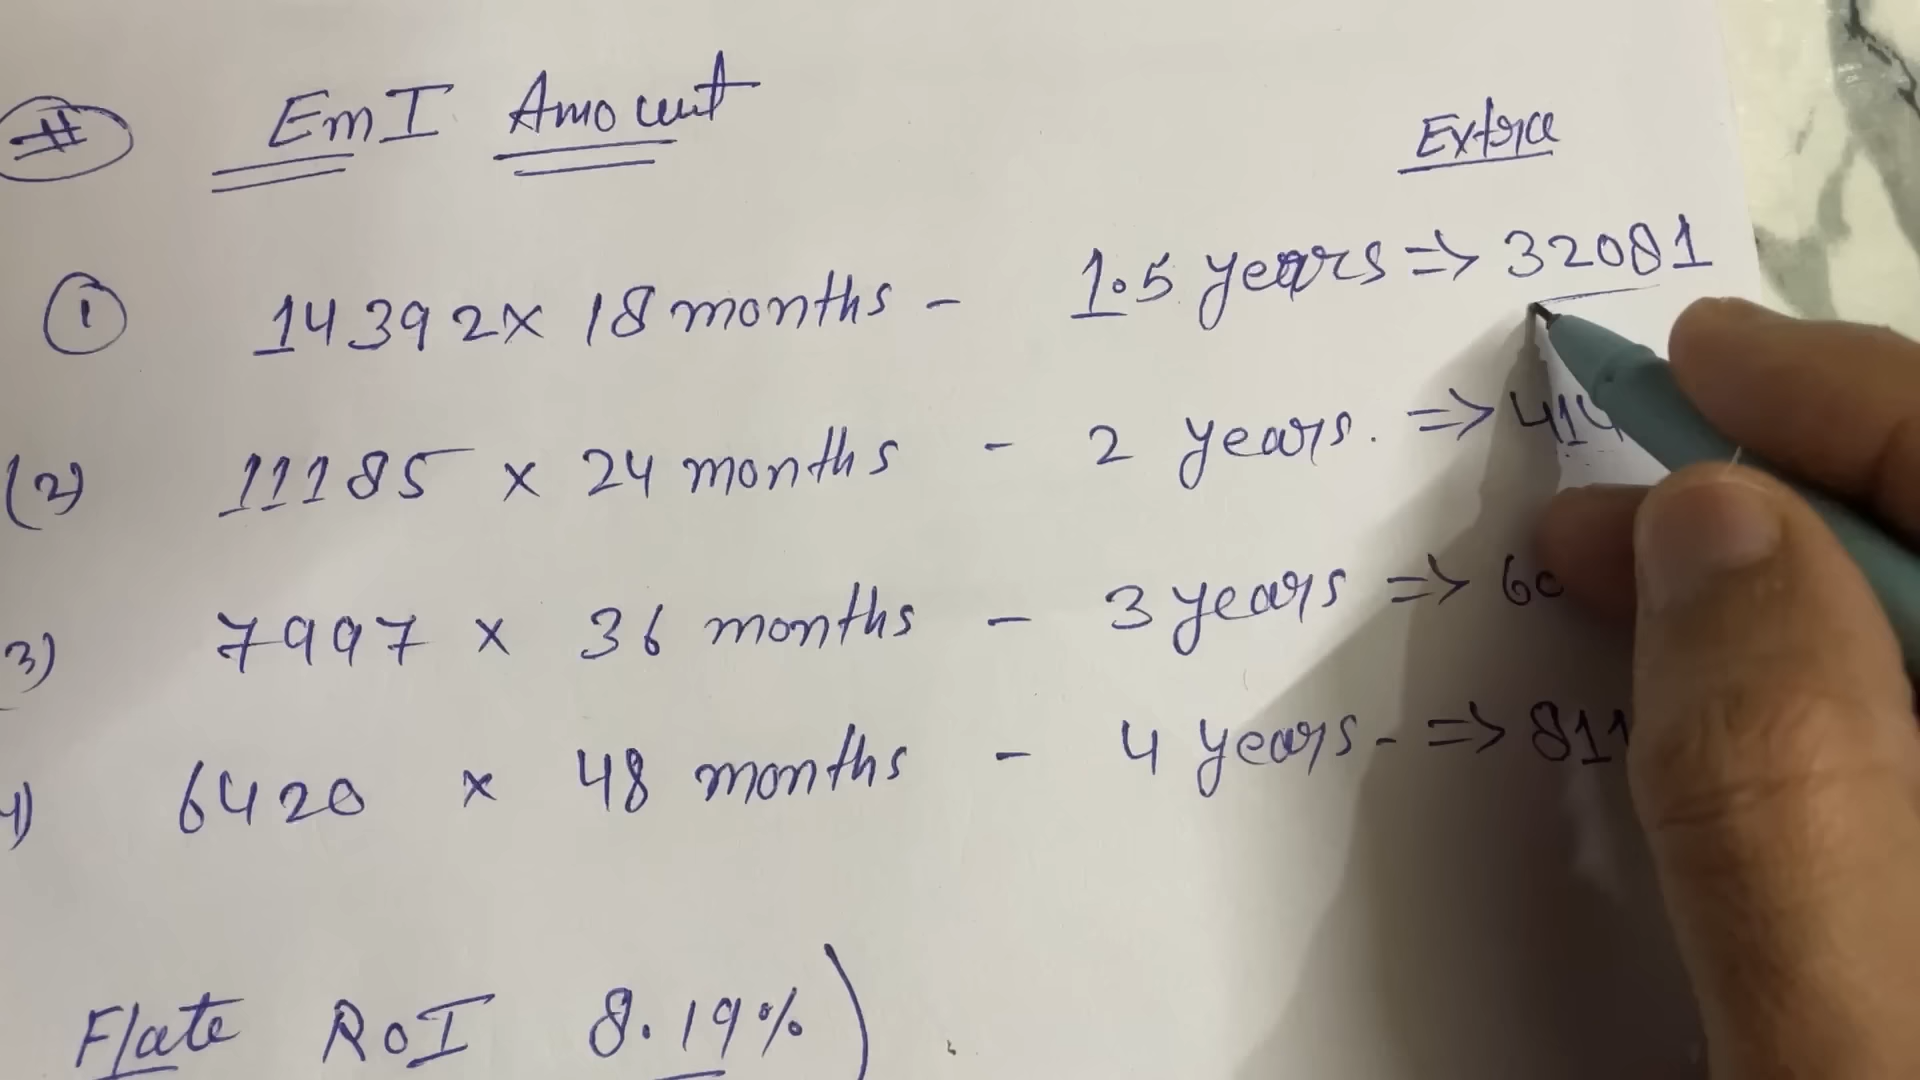 # EmI Amount
Extra
1 14392 x 18 months - 1.5 years => 32081
(2) 11185 x 24 months - 2 years. =>
3) 7997 x 36 months - 3 years =>
6420 x 48 months - 4 years - =>
Flate RoI 8.19%)